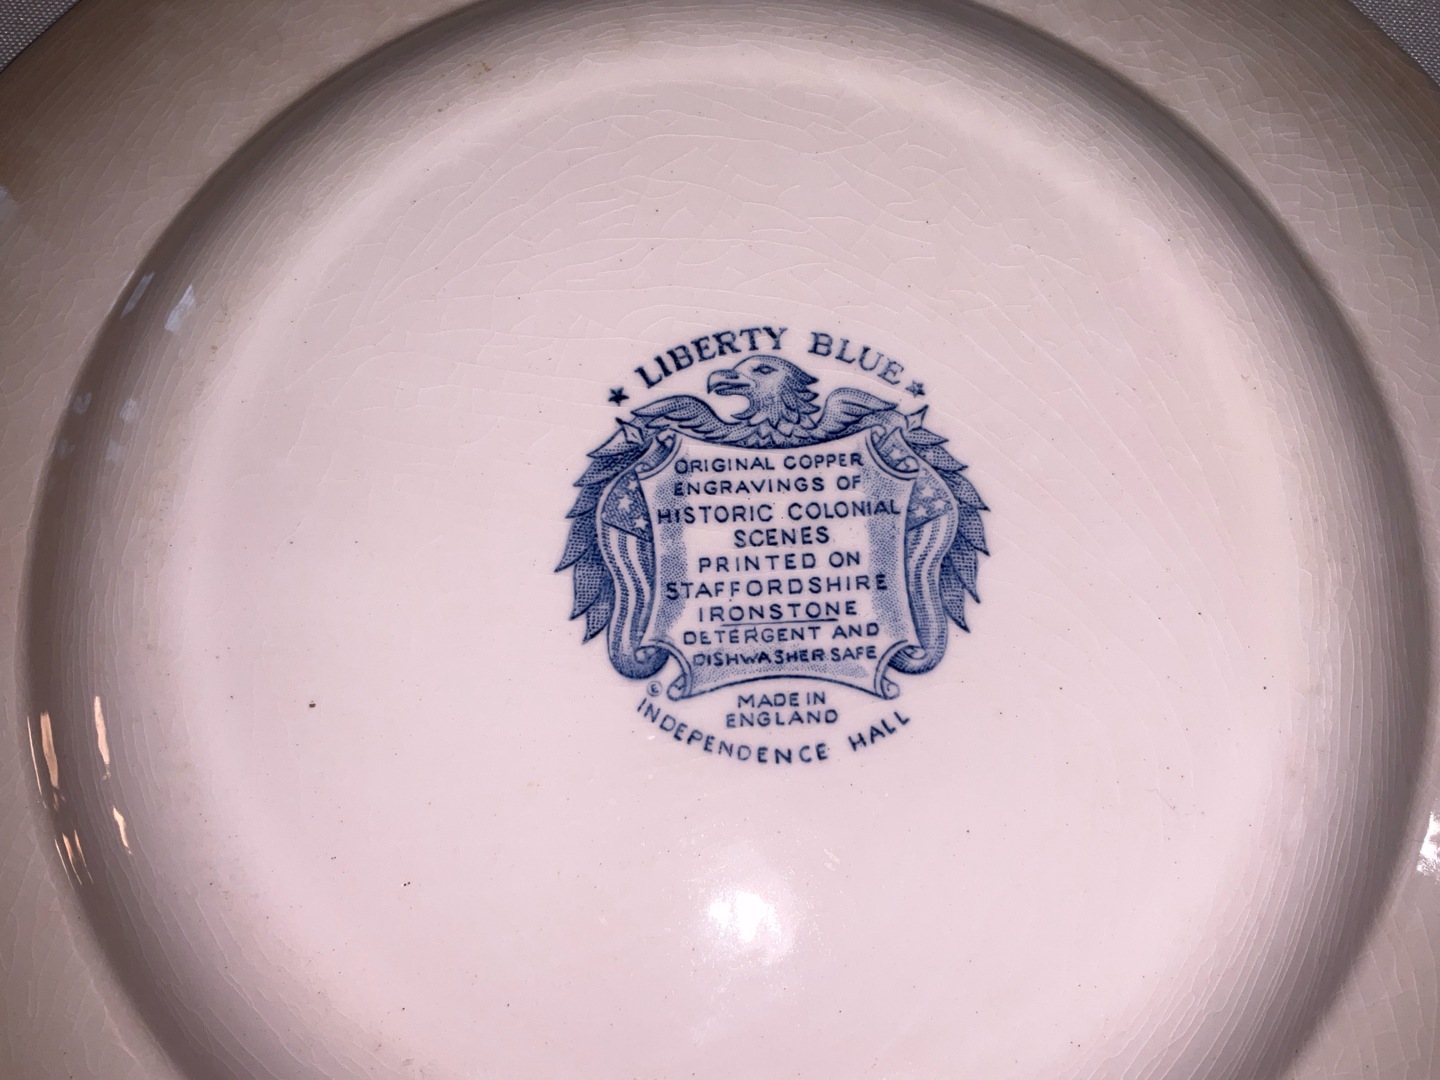 LIBERTY BLUE
ORIGINAL COPPER
ENGRAVINGS OF
HISTORIC COLONIAL
SCENES
PRINTED ON
STAFFORDSHIRE
IRONSTONE
DETERGENT AND
DISHWASHER SAFE
MADE IN
ENGLAND
© INDEPENDENCE HALL